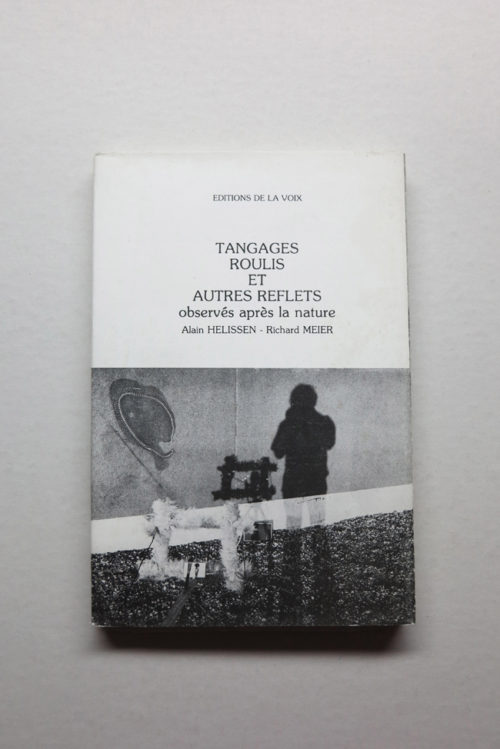 EDITIONS DE LA VOIX
TANGAGES
ROULIS
ET
AUTRES REFLETS
observés après la nature
Alain HELISSEN - Richard MEIER